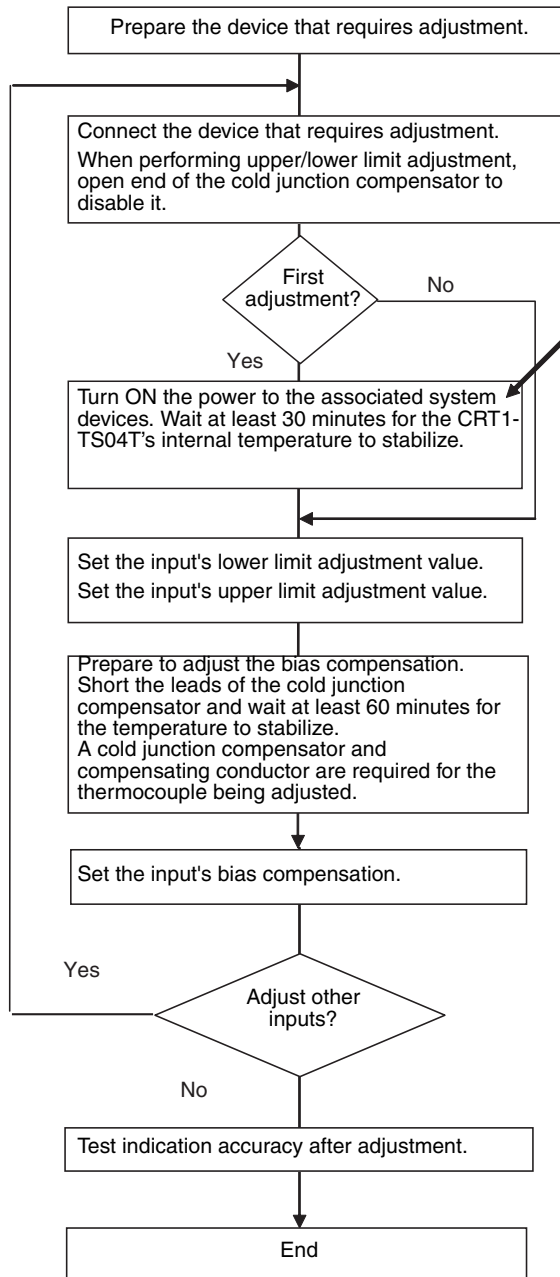 Prepare the device that requires adjustment.
Connect the device that requires adjustment.
When performing upper/lower limit adjustment,
open end of the cold junction compensator to
disable it.
First
adjustment?
No
Yes
Turn ON the power to the associated system
devices. Wait at least 30 minutes for the CRT1-
TS04T's internal temperature to stabilize.
Set the input's lower limit adjustment value.
Set the input's upper limit adjustment value.
Prepare to adjust the bias compensation.
Short the leads of the cold junction
compensator and wait at least 60 minutes for
the temperature to stabilize.
A cold junction compensator and
compensating conductor are required for the
thermocouple being adjusted.
Set the input's bias compensation.
Yes
Adjust other
inputs?
No
Test indication accuracy after adjustment.
End